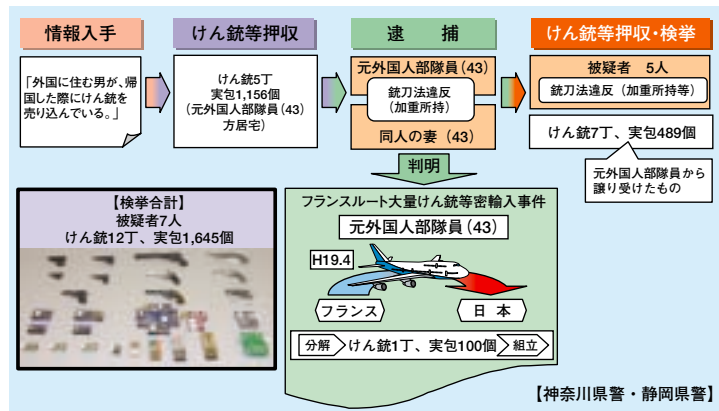 情報入手
けん銃等押収
逮　捕
けん銃等押収・検挙
「外国に住む男が、帰
国した際にけん銃を
売り込んでいる。」
けん銃5丁
実包1,156個
(元外国人部隊員(43)
方居宅)
元外国人部隊員(43)
銃刀法違反
(加重所持)
同人の妻(43)
被疑者　5人
銃刀法違反(加重所持等)
けん銃7丁、実包489個
元外国人部隊員から
譲り受けたもの
判明
【検挙合計】
被疑者7人
けん銃12丁、実包1,645個
フランスルート大量けん銃等密輸入事件
元外国人部隊員(43)
H19.4
フランス
日　本
分解
けん銃1丁、実包100個
組立
【神奈川県警・静岡県警】